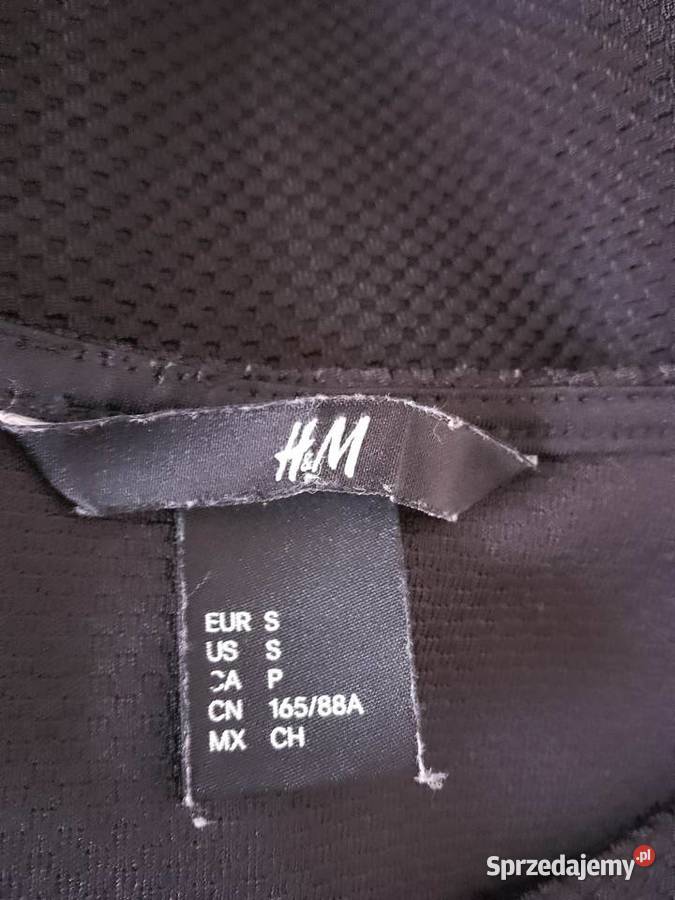 H&M
EUR S
US S
CA P
CN 165/88A
MX CH
Sprzedajemy.pl